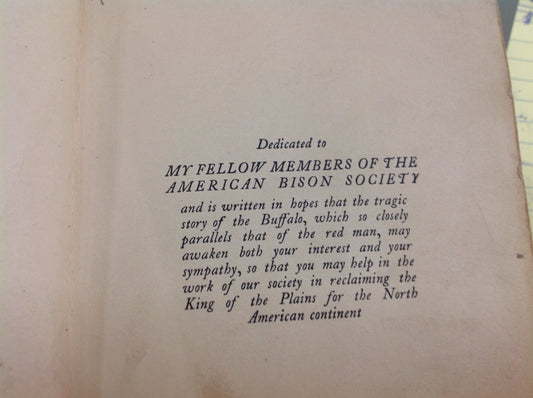 Dedicated to
MY FELLOW MEMBERS OF THE
AMERICAN BISON SOCIETY
and is written in hopes that the tragic
story of the Buffalo, which so closely
parallels that of the red man, may
awaken both your interest and your
sympathy, so that you may help in the
work of our society in reclaiming the
King of the Plains for the North
American continent